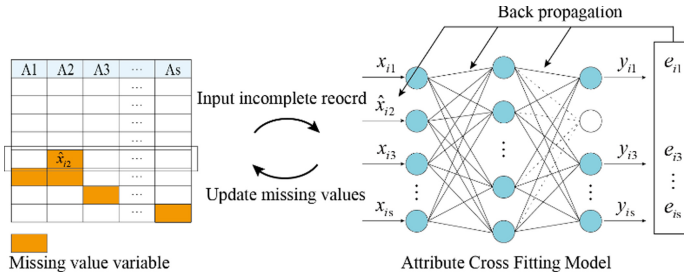 Back propagation
A1 A2 A3 ... As
...
...
...
x̂i2 ...
...
...
...
Missing value variable
Input incomplete reocrd
Update missing values
xi1 yi1 ei1
x̂i2
xi3 yi3 ei3
⋮ ⋮ ⋮
xis yis eis
Attribute Cross Fitting Model